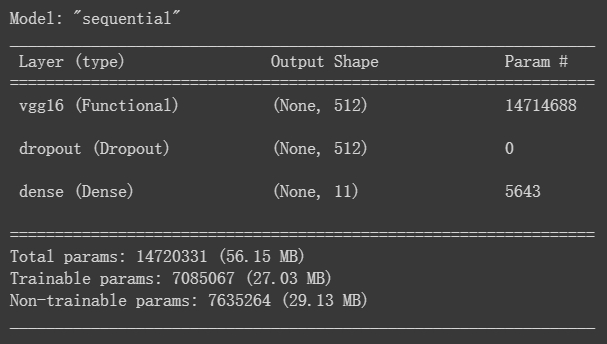 Model: "sequential"
Layer (type) Output Shape Param #
vgg16 (Functional) (None, 512) 14714688
dropout (Dropout) (None, 512) 0
dense (Dense) (None, 11) 5643
Total params: 14720331 (56.15 MB)
Trainable params: 7085067 (27.03 MB)
Non-trainable params: 7635264 (29.13 MB)